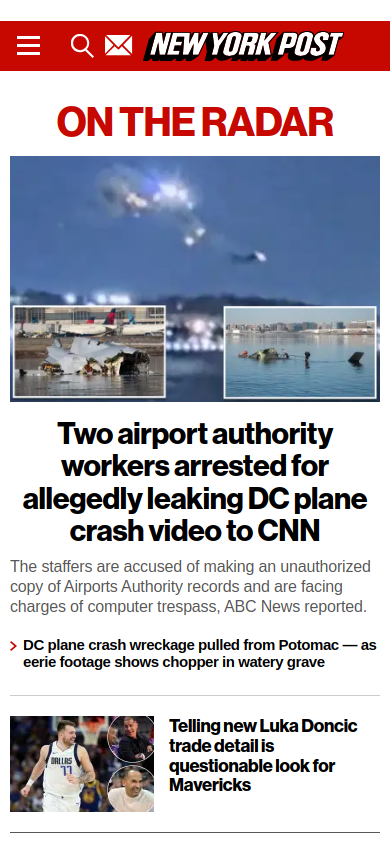 NEW YORK POST
ON THE RADAR
Two airport authority
workers arrested for
allegedly leaking DC plane
crash video to CNN
The staffers are accused of making an unauthorized
copy of Airports Authority records and are facing
charges of computer trespass, ABC News reported.
DC plane crash wreckage pulled from Potomac — as
eerie footage shows chopper in watery grave
Telling new Luka Doncic
trade detail is
questionable look for
Mavericks
DALLAS
77